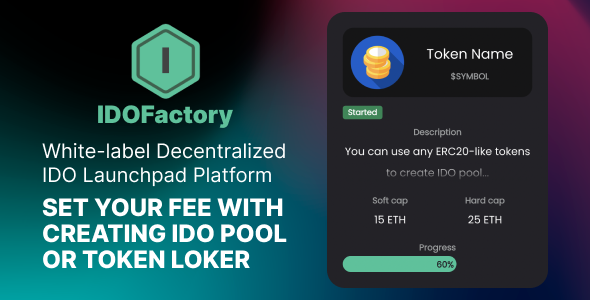 I
IDOFactory
White-label Decentralized
IDO Launchpad Platform
SET YOUR FEE WITH
CREATING IDO POOL
OR TOKEN LOKER
Token Name
$SYMBOL
Started
Description
You can use any ERC20-like tokens
to create IDO pool...
Soft cap Hard cap
15 ETH 25 ETH
Progress
60%